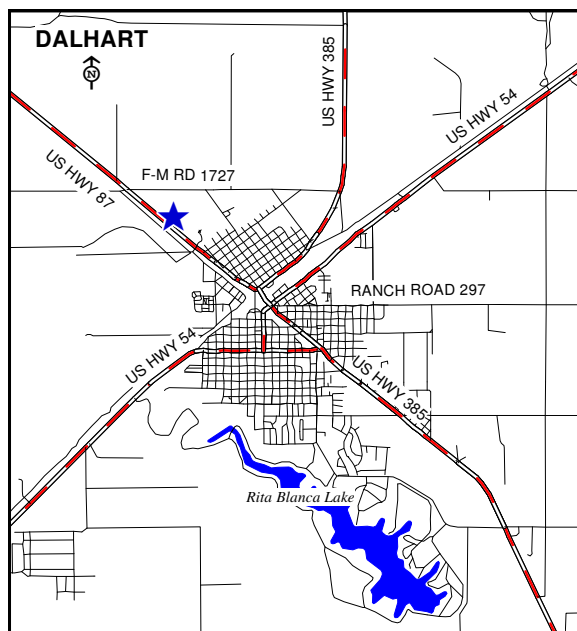 DALHART
N
US HWY 385
US HWY 54
F-M RD 1727
US HWY 87
RANCH ROAD 297
US HWY 54
US HWY 385
Rita Blanca Lake